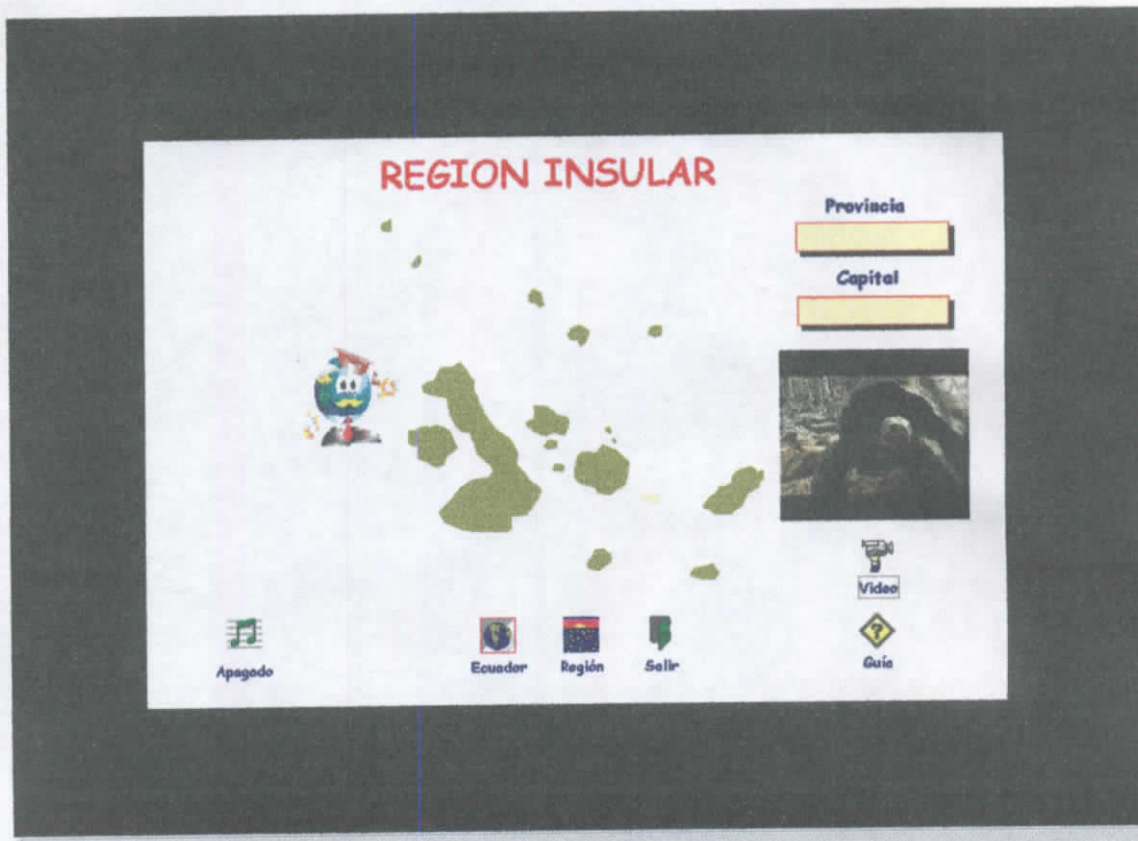 REGION INSULAR
Provincia
Capital
Video
Apagado
Ecuador
Región
Salir
Guía